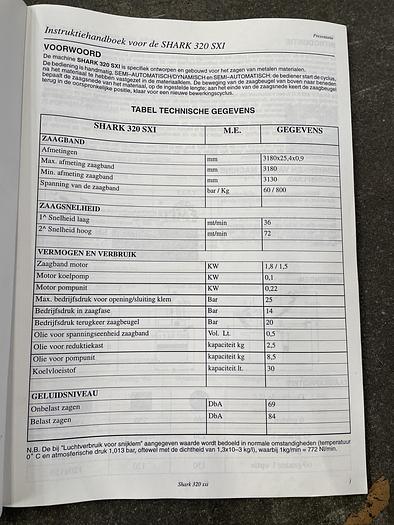 Instruktiehandboek voor de SHARK 320 SXI
Presentatie
VOORWOORD
De machine SHARK 320 SXI is specifiek ontworpen en gebouwd voor het zagen van metalen materialen.
De bediening is handmatig, SEMI-AUTOMATISCH/DYNAMISCH en SEMI-AUTOMATISCH; de bediener start de cyclus,
na het materiaal te hebben vastgezet in de materiaalklem. De beweging van de zaagbeugel van boven naar beneden
bepaalt de zaagsnede van het materiaal, op de ingestelde lengte; aan het einde van de zaagsnede keert de zaagbeugel
terug in de oorspronkelijke positie, klaar voor een nieuwe bewerkingscyclus.
TABEL TECHNISCHE GEGEVENS
SHARK 320 SXI M.E. GEGEVENS
ZAAGBAND
Afmetingen mm 3180x25,4x0,9
Max. afmeting zaagband mm 3180
Min. afmeting zaagband mm 3130
Spanning van de zaagband bar / Kg 60 / 800
ZAAGSNELHEID
1^ Snelheid laag mt/min 36
2^ Snelheid hoog mt/min 72
VERMOGEN EN VERBRUIK
Zaagband motor KW 1,8 / 1,5
Motor koelpomp KW 0,1
Motor pompunit KW 0,22
Max. bedrijfsdruk voor opening/sluiting klem Bar 25
Bedrijfsdruk in zaagfase Bar 14
Bedrijfsdruk terugkeer zaagbeugel Bar 20
Olie voor spanningseenheid zaagband Vol. Lt. 0,5
Olie voor reduktiekast kapaciteit kg 2,5
Olie voor pompunit kapaciteit kg 8,5
Koelvloeistof kapaciteit lt. 30
GELUIDSNIVEAU
Onbelast zagen DbA 69
Belast zagen DbA 84
N.B. De bij "Luchtverbruik voor snijklem" aangegeven waarde wordt bedoeld in normale omstandigheden (temperatuur
0° C en atmosferische druk 1,013 bar, oftewel met de dichtheid van 1,3x10-3 kg/l), waarbij 1kg/min = 772 Nl/min.
Shark 320 sxi